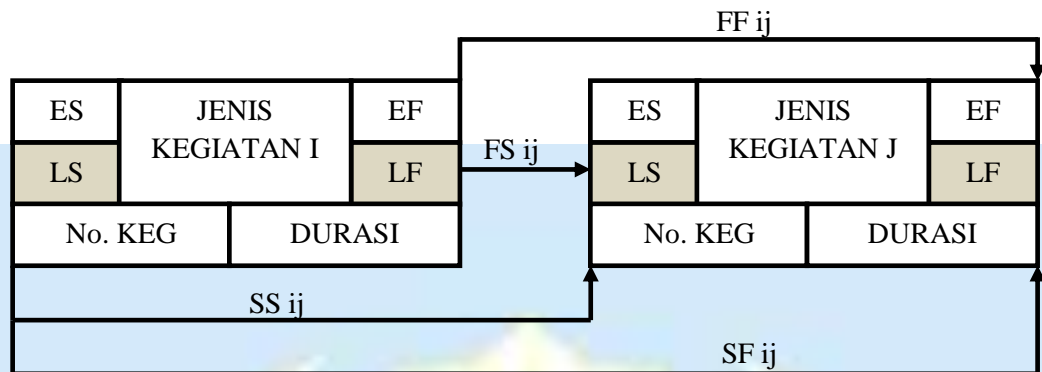 FF ij
ES
JENIS
KEGIATAN I
EF
LS
LF
No. KEG
DURASI
FS ij
ES
JENIS
KEGIATAN J
EF
LS
LF
No. KEG
DURASI
SS ij
SF ij